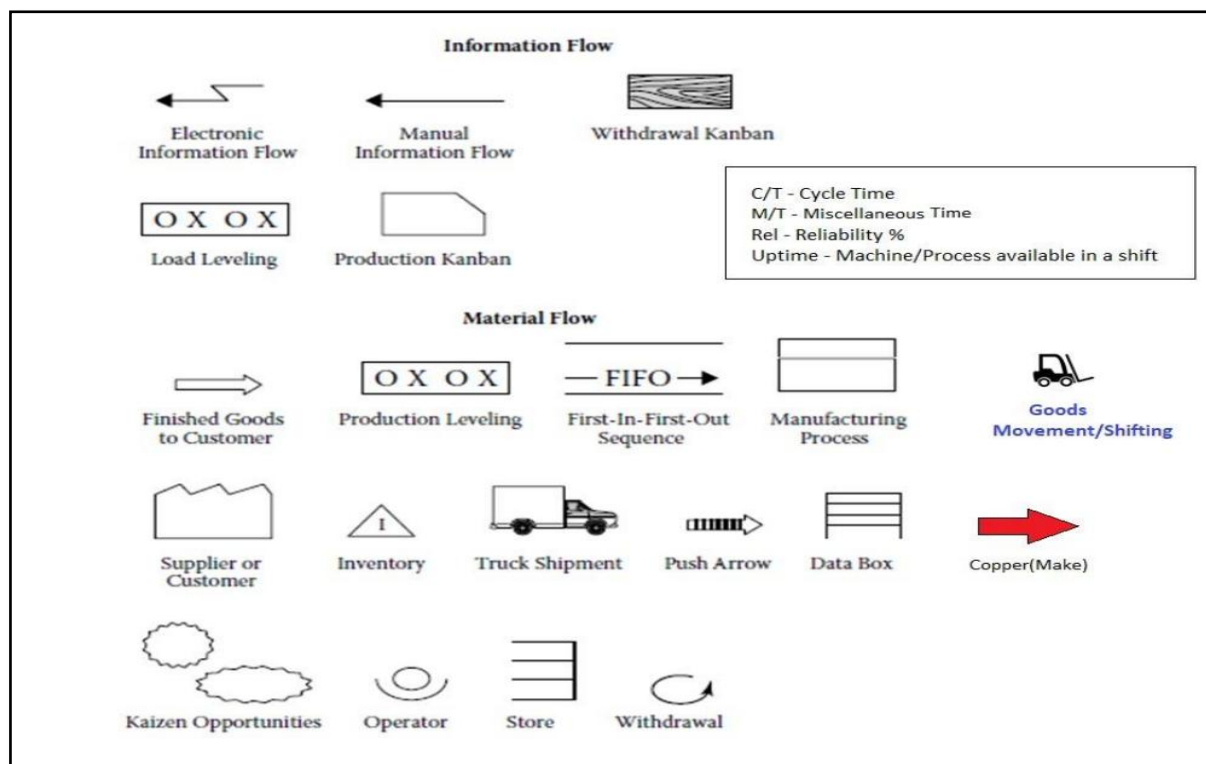 Information Flow
Electronic
Information Flow
Manual
Information Flow
Withdrawal Kanban
O X O X
Load Leveling
Production Kanban
C/T - Cycle Time
M/T - Miscellaneous Time
Rel - Reliability %
Uptime - Machine/Process available in a shift
Material Flow
Finished Goods
to Customer
O X O X
Production Leveling
FIFO
First-In-First-Out
Sequence
Manufacturing
Process
Goods
Movement/Shifting
Supplier or
Customer
I
Inventory
Truck Shipment
Push Arrow
Data Box
Copper(Make)
Kaizen Opportunities
Operator
Store
Withdrawal